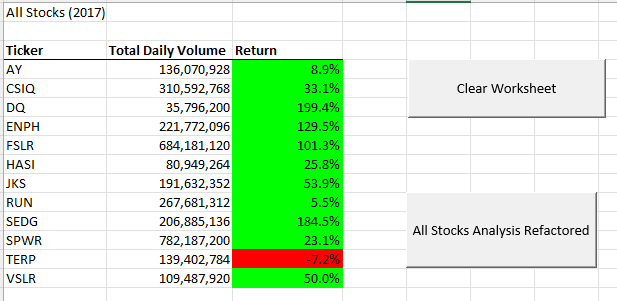 All Stocks (2017)
Ticker Total Daily Volume Return
AY 136,070,928 8.9%
CSIQ 310,592,768 33.1%
DQ 35,796,200 199.4%
ENPH 221,772,096 129.5%
FSLR 684,181,120 101.3%
HASI 80,949,264 25.8%
JKS 191,632,352 53.9%
RUN 267,681,312 5.5%
SEDG 206,885,136 184.5%
SPWR 782,187,200 23.1%
TERP 139,402,784 -7.2%
VSLR 109,487,920 50.0%
Clear Worksheet
All Stocks Analysis Refactored